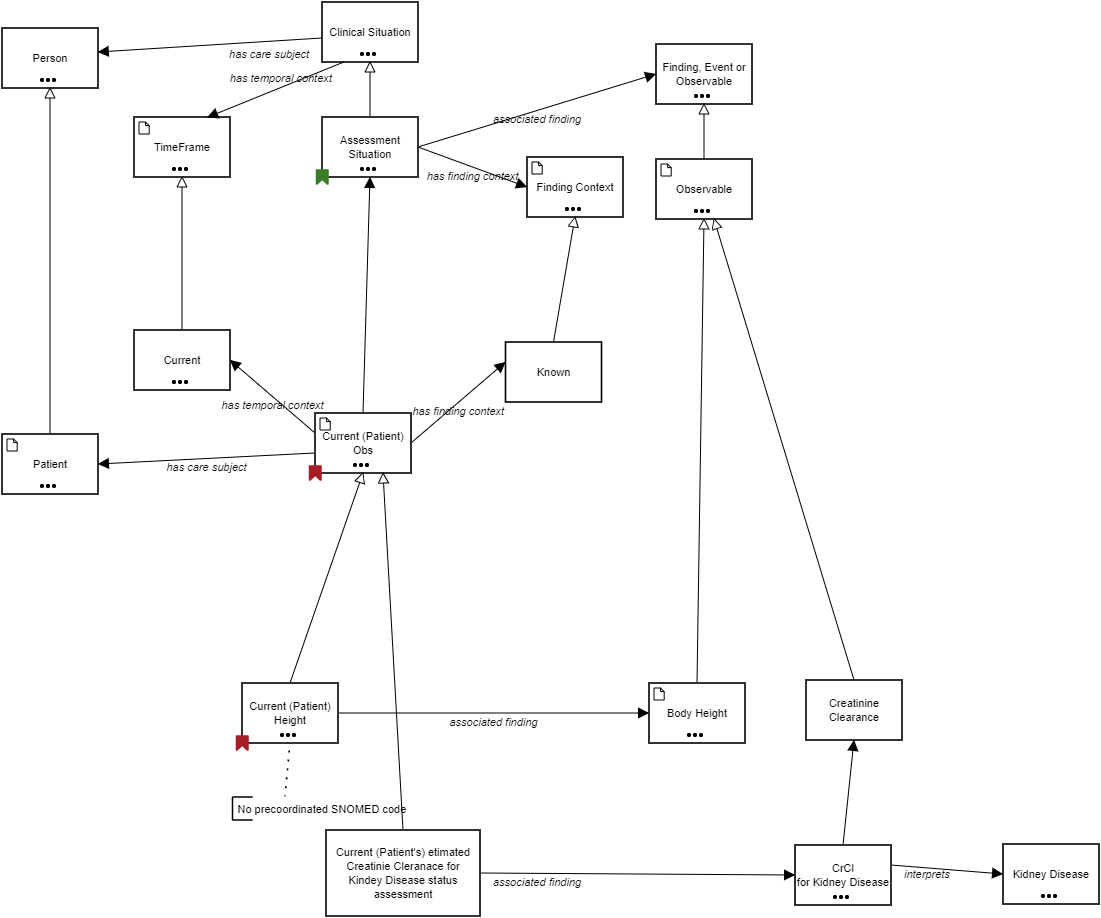 Clinical Situation
Person
has care subject
has temporal context
Finding, Event or
Observable
associated finding
TimeFrame
Assessment
Situation
has finding context
Finding Context
Observable
Current
Known
has temporal context
has finding context
Current (Patient)
Obs
Patient
has care subject
Current (Patient)
Height
associated finding
Body Height
Creatinine
Clearance
No precoordinated SNOMED code
Current (Patient's) etimated
Creatinie Cleranace for
Kindey Disease status
assessment
associated finding
CrCl
for Kidney Disease
interprets
Kidney Disease